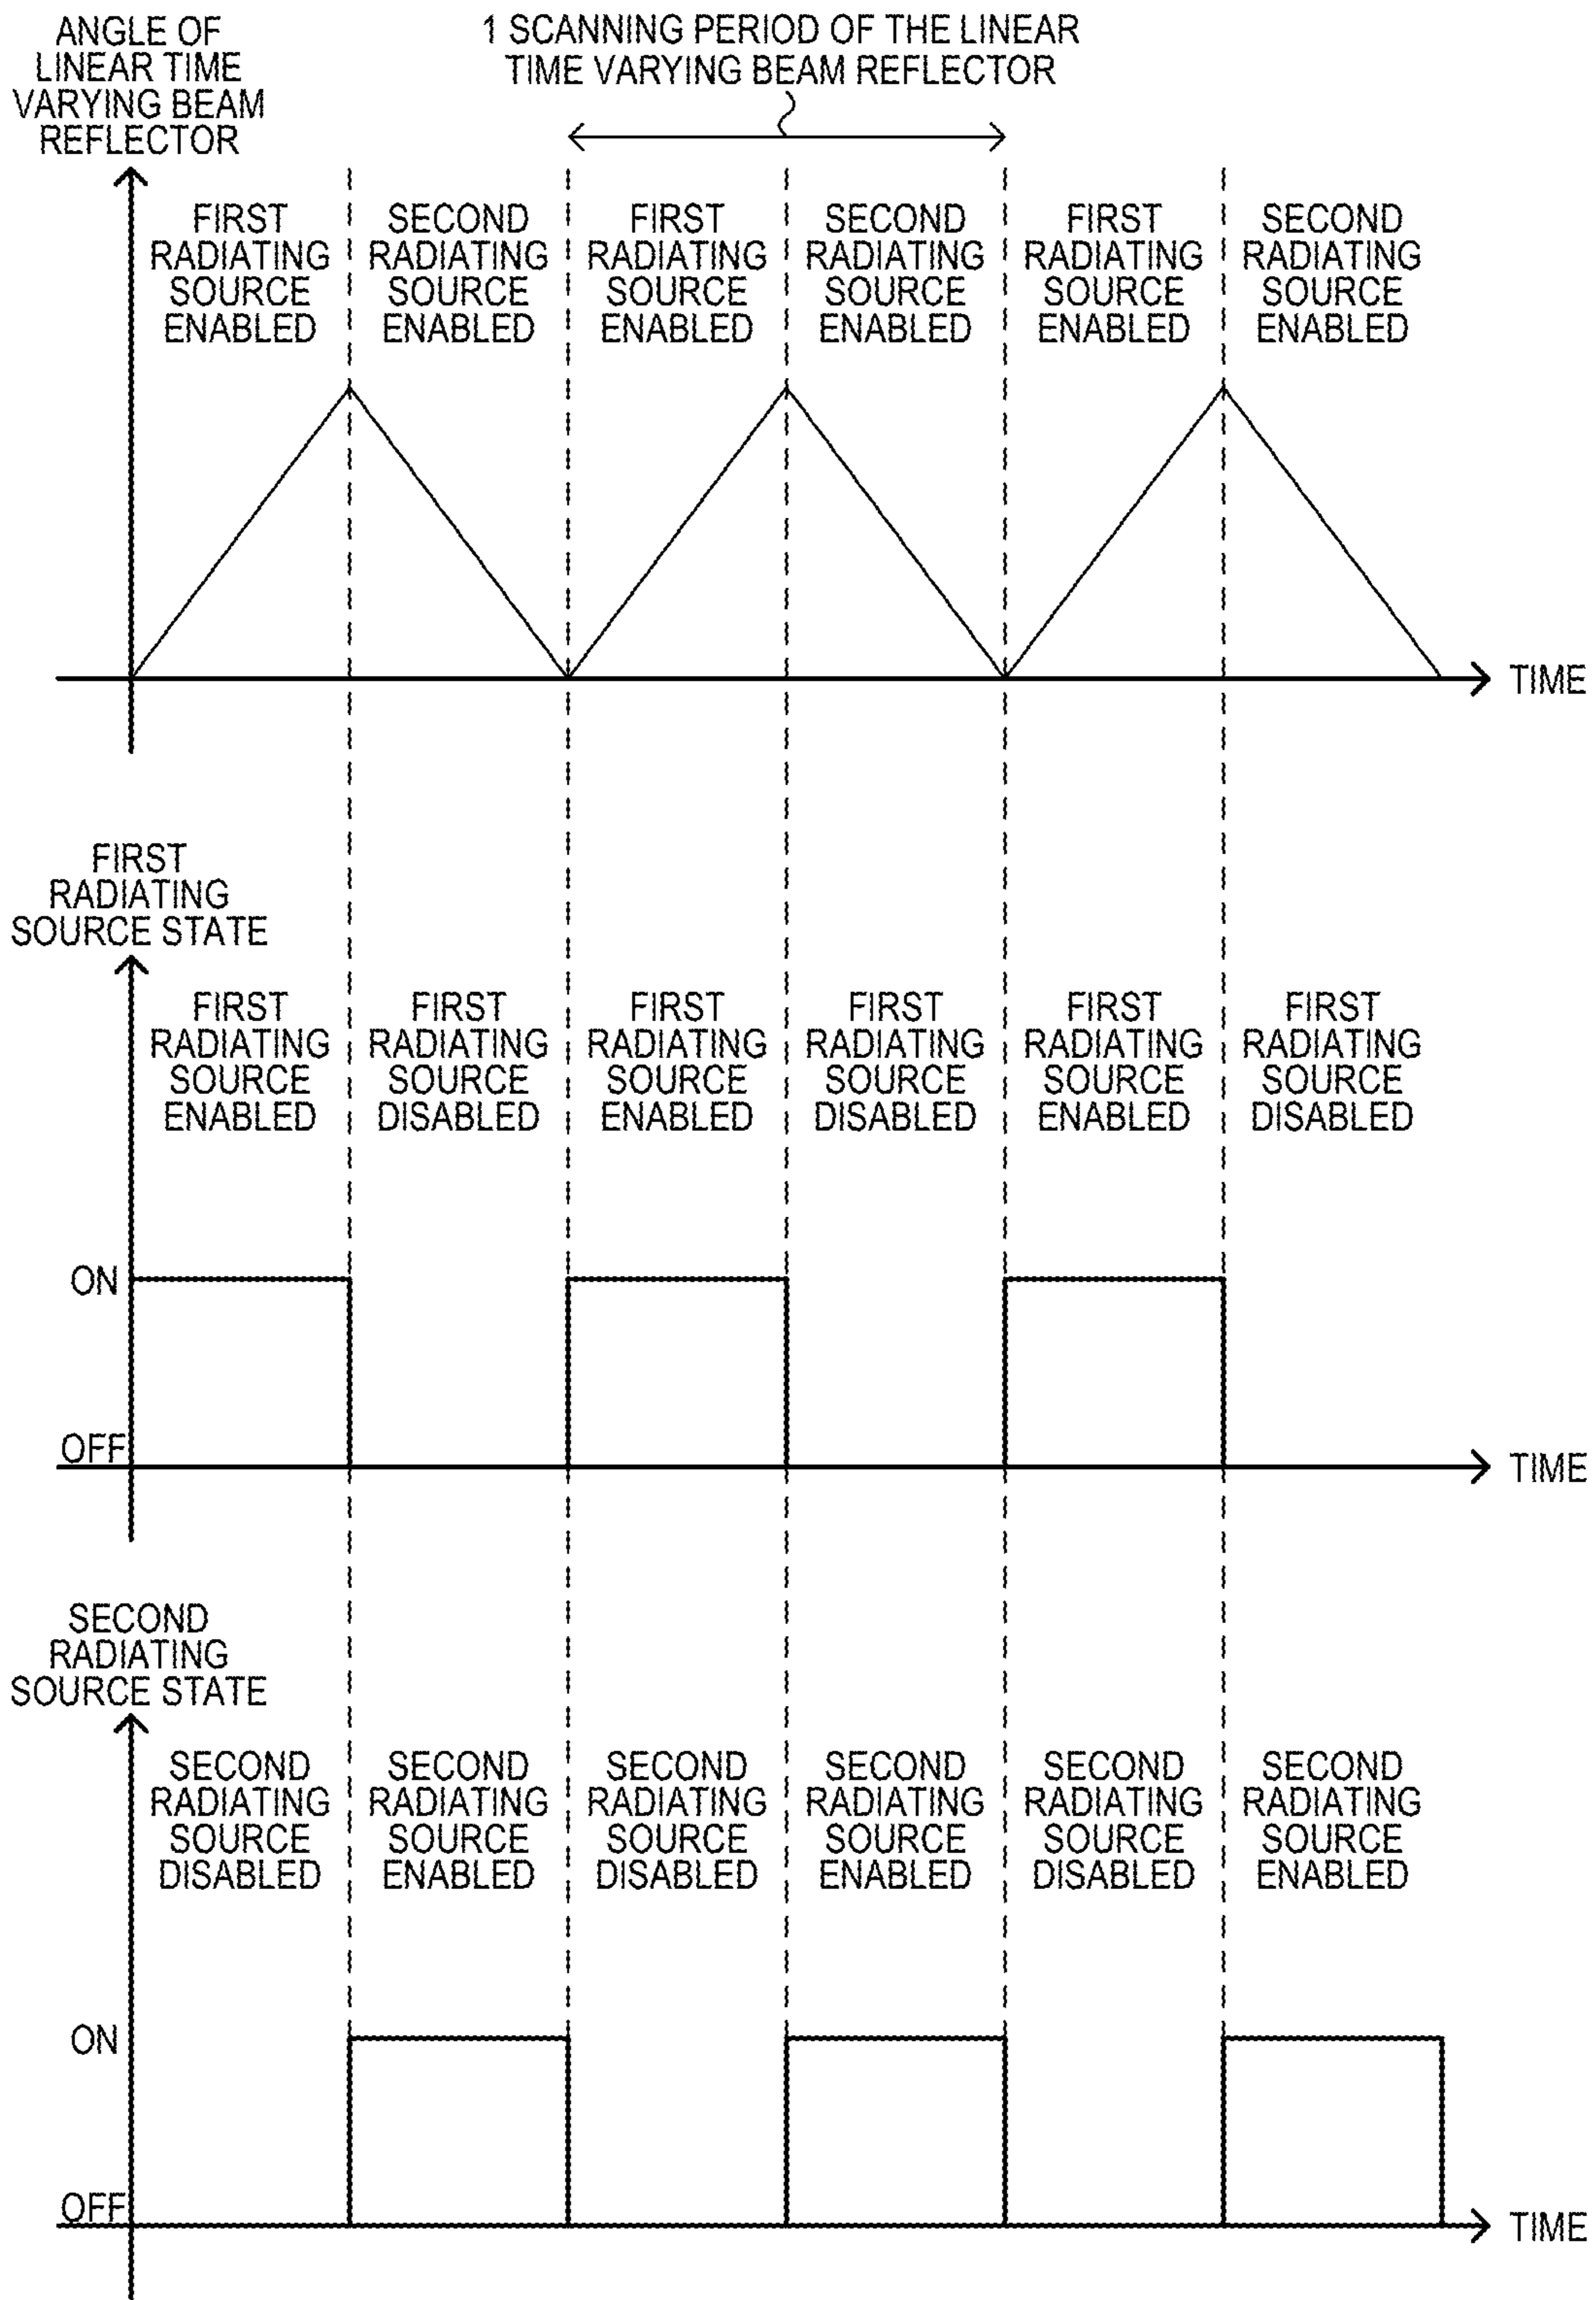 ANGLE OF
LINEAR TIME
VARYING BEAM
REFLECTOR
1 SCANNING PERIOD OF THE LINEAR
TIME VARYING BEAM REFLECTOR
FIRST
RADIATING
SOURCE
ENABLED
SECOND
RADIATING
SOURCE
ENABLED
FIRST
RADIATING
SOURCE
ENABLED
SECOND
RADIATING
SOURCE
ENABLED
FIRST
RADIATING
SOURCE
ENABLED
SECOND
RADIATING
SOURCE
ENABLED
TIME
FIRST
RADIATING
SOURCE STATE
FIRST
RADIATING
SOURCE
ENABLED
FIRST
RADIATING
SOURCE
DISABLED
FIRST
RADIATING
SOURCE
ENABLED
FIRST
RADIATING
SOURCE
DISABLED
FIRST
RADIATING
SOURCE
ENABLED
FIRST
RADIATING
SOURCE
DISABLED
ON
OFF
TIME
SECOND
RADIATING
SOURCE STATE
SECOND
RADIATING
SOURCE
DISABLED
SECOND
RADIATING
SOURCE
ENABLED
SECOND
RADIATING
SOURCE
DISABLED
SECOND
RADIATING
SOURCE
ENABLED
SECOND
RADIATING
SOURCE
DISABLED
SECOND
RADIATING
SOURCE
ENABLED
ON
OFF
TIME